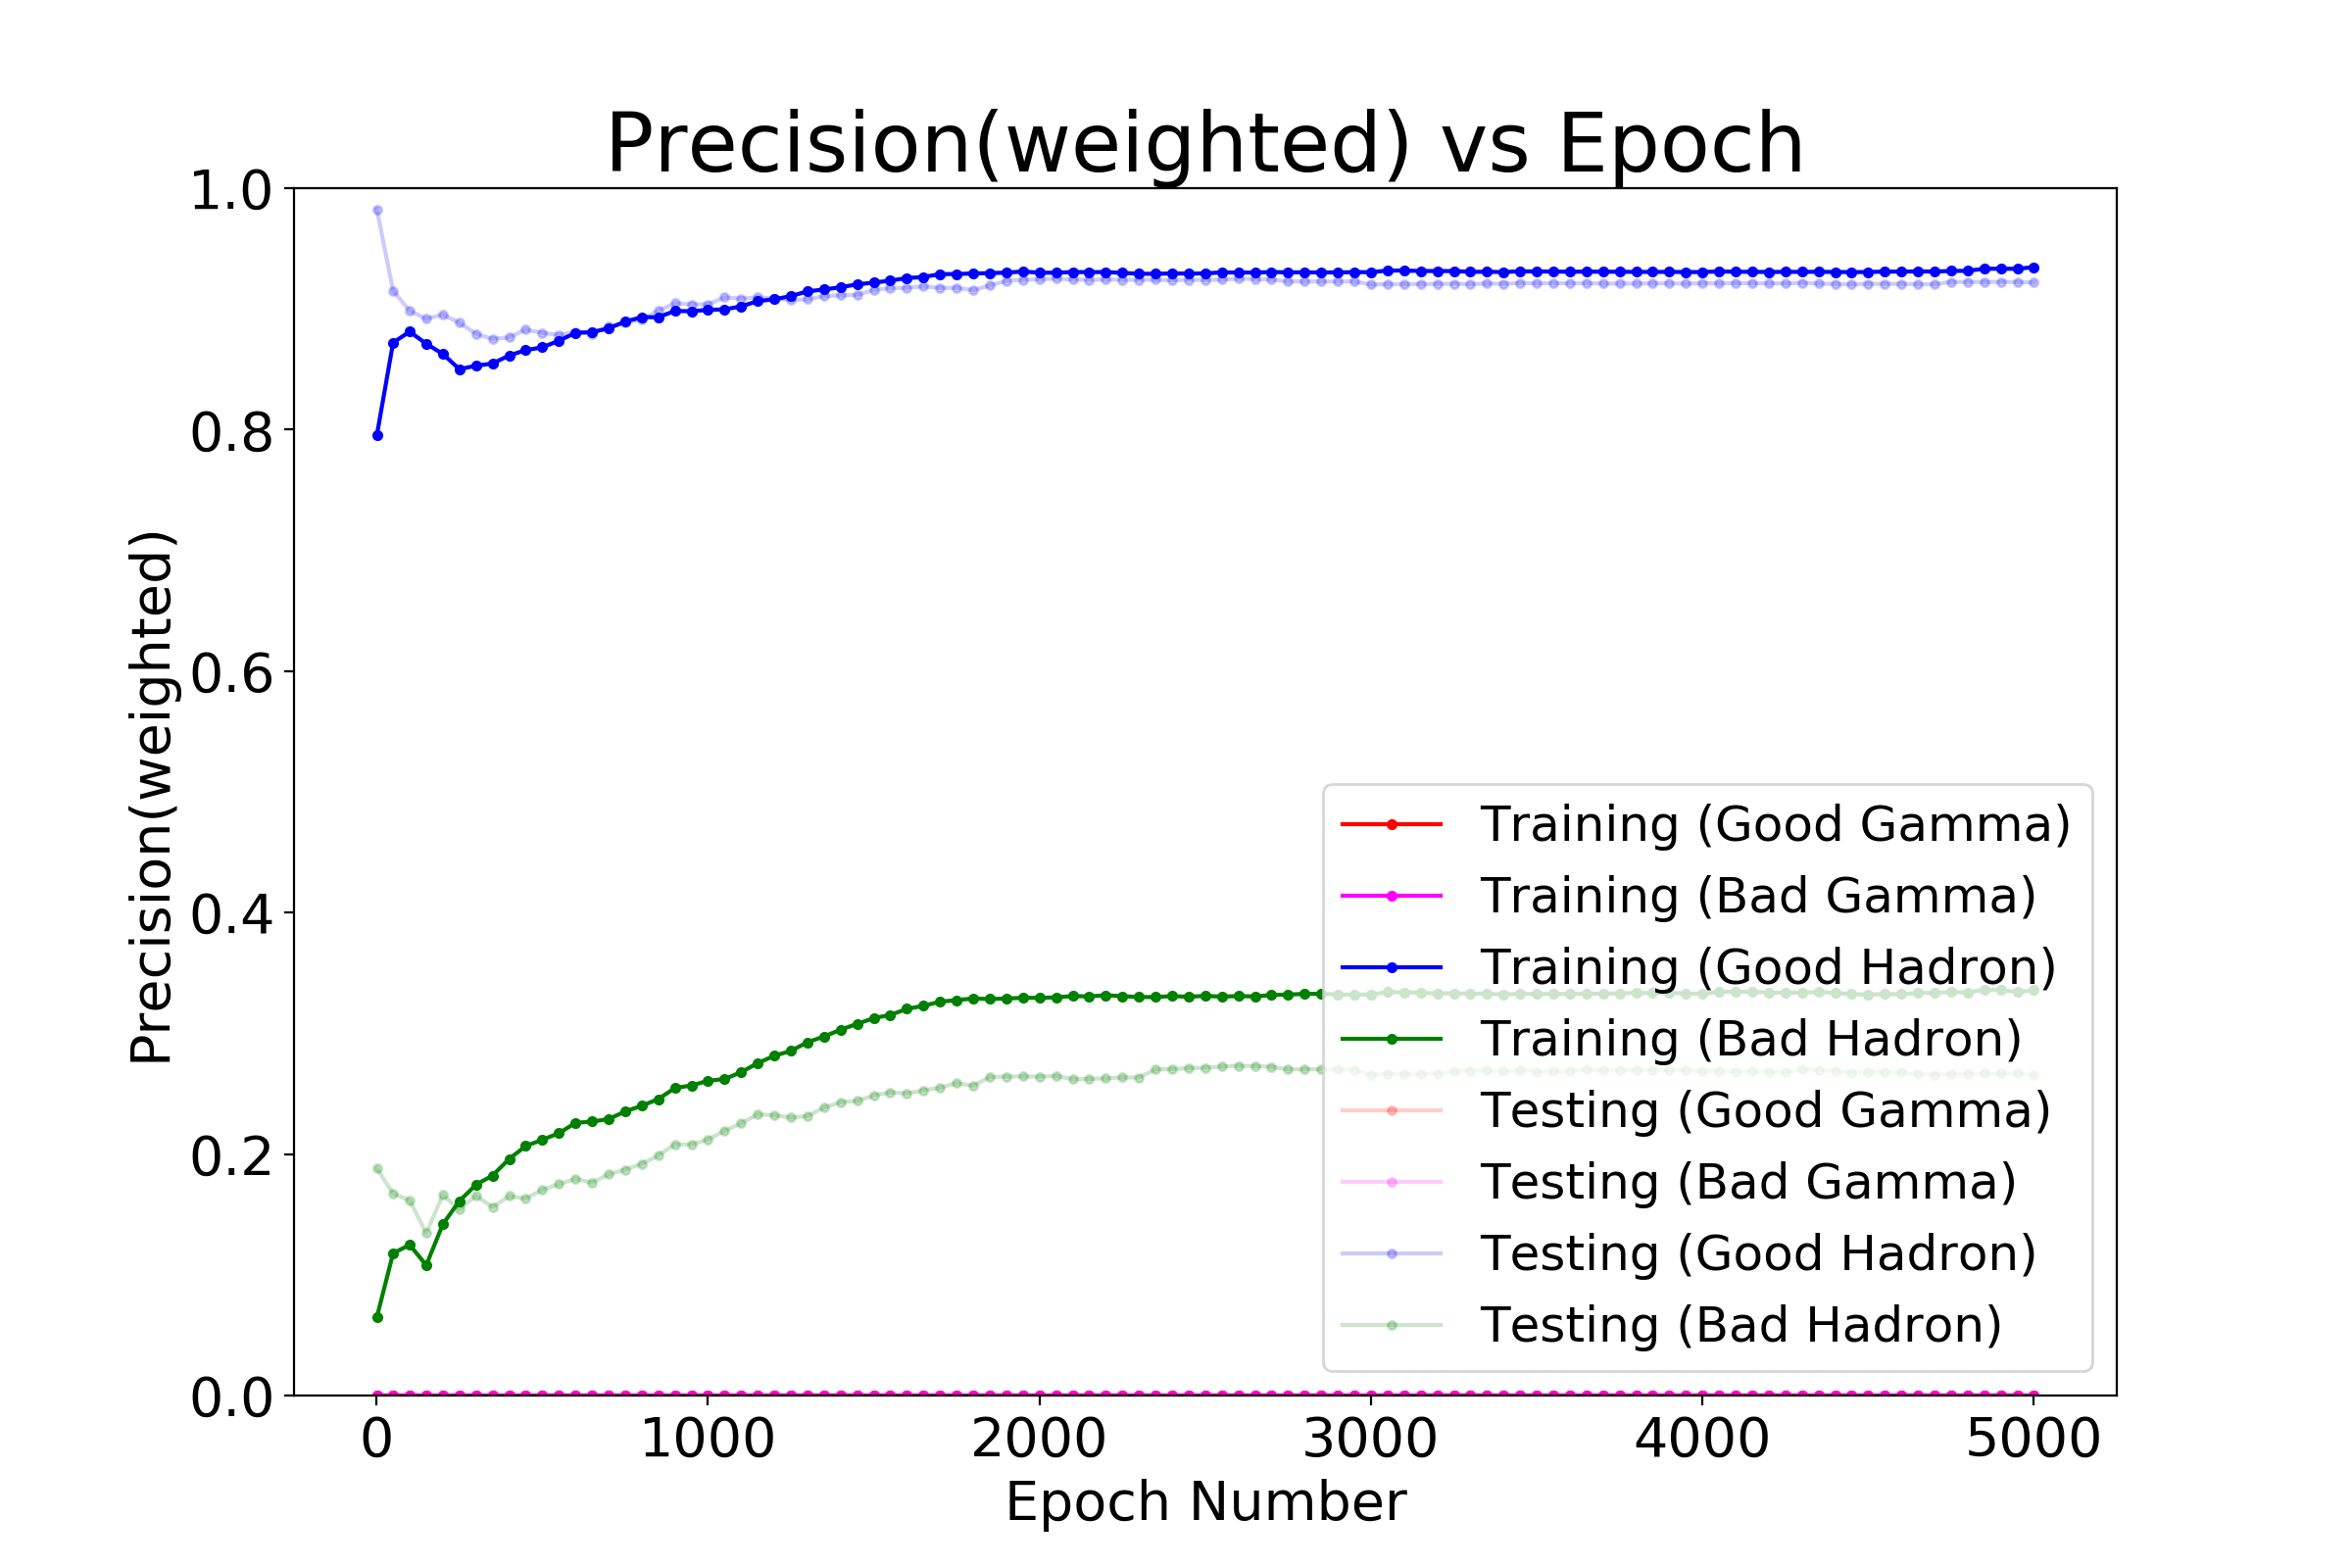 Precision(weighted) vs Epoch
1.0
0.8
0.6
0.4
0.2
0.0
Precision(weighted)
Training (Good Gamma)
Training (Bad Gamma)
Training (Good Hadron)
Training (Bad Hadron)
Testing (Good Gamma)
Testing (Bad Gamma)
Testing (Good Hadron)
Testing (Bad Hadron)
0 1000 2000 3000 4000 5000
Epoch Number